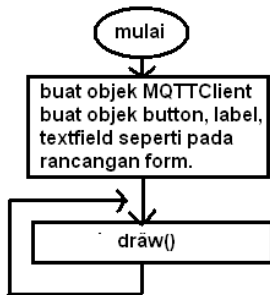 mulai
buat objek MQTTClient
buat objek button, label,
textfield seperti pada
rancangan form.
draw()